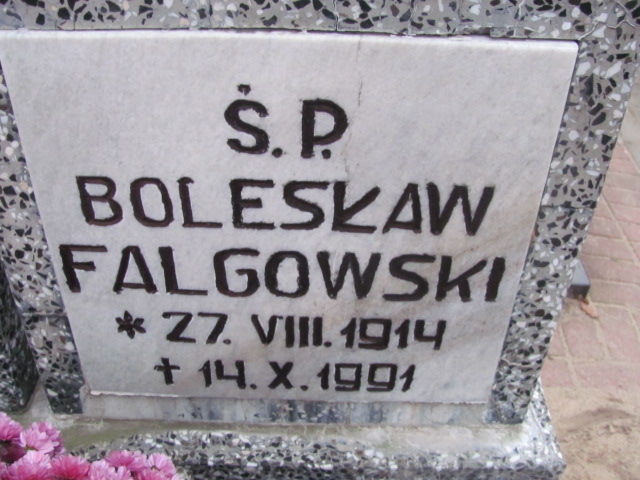 Ś.P.
BOLESŁAW
FALGOWSKI
* 27. VIII. 1914
✝ 14. X. 1991